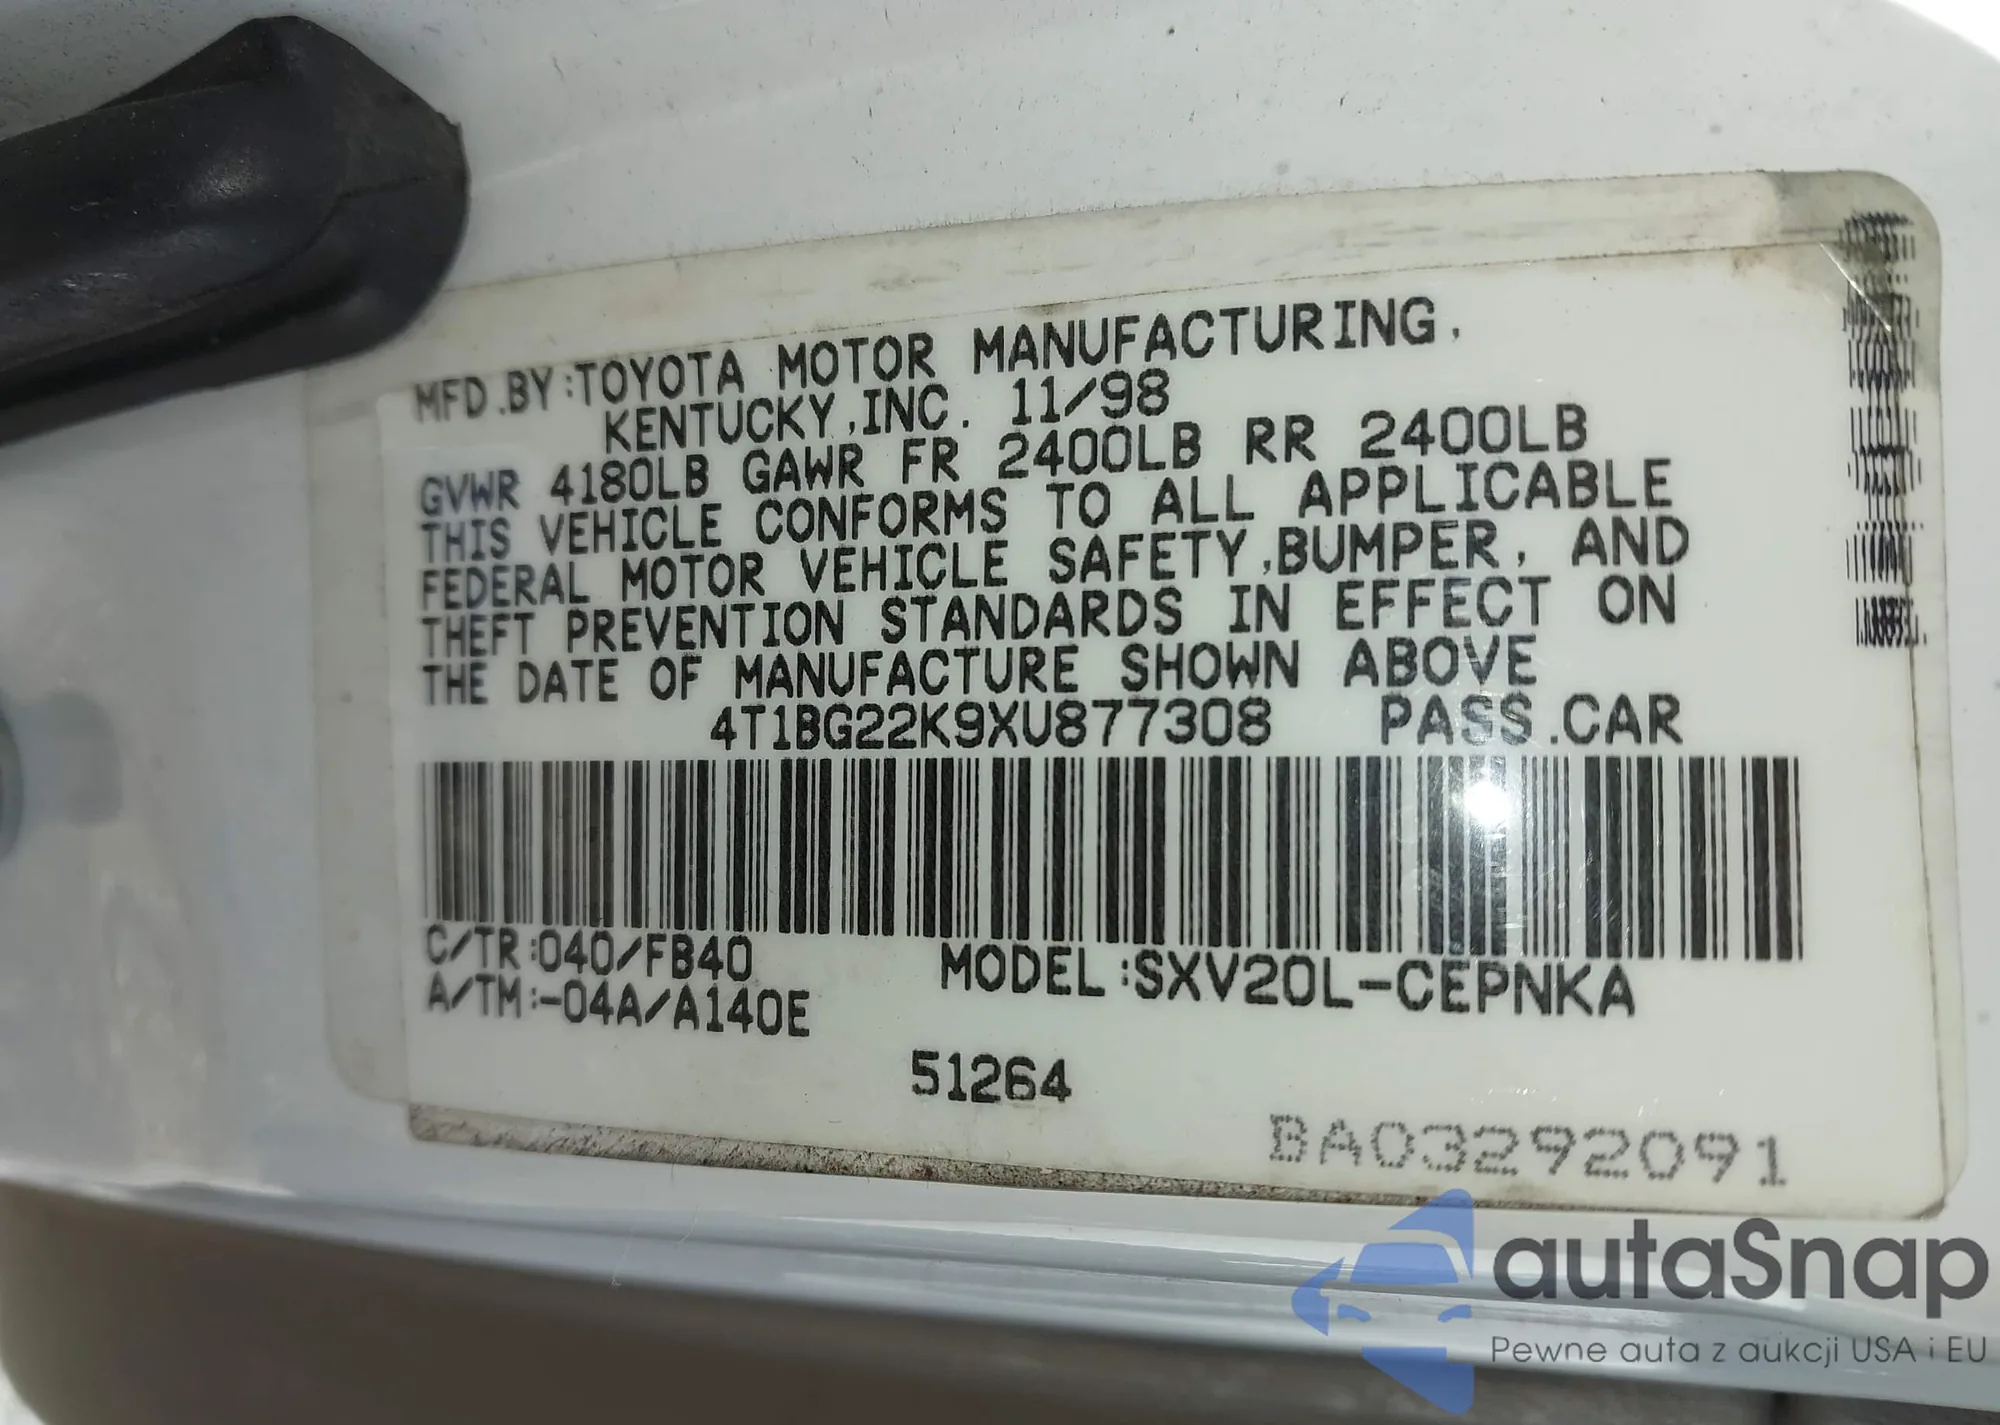 MFD.BY:TOYOTA MOTOR MANUFACTURING,
KENTUCKY,INC. 11/98
GVWR 4180LB GAWR FR 2400LB RR 2400LB
THIS VEHICLE CONFORMS TO ALL APPLICABLE
FEDERAL MOTOR VEHICLE SAFETY,BUMPER, AND
THEFT PREVENTION STANDARDS IN EFFECT ON
THE DATE OF MANUFACTURE SHOWN ABOVE
4T1BG22K9XU877308 PASS.CAR
C/TR:040/FB40 MODEL:SXV20L-CEPNKA
A/TM:-04A/A140E
51264
BA03292091
autaSnap
Pewne auta z aukcji USA i EU